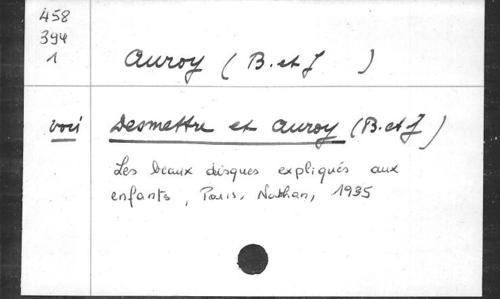 458
394
1
Auroy (B. et J )
voir Desmettre et Auroy (B. et J)
Les beaux disques expliqués aux
enfants, Paris, Nathan, 1935